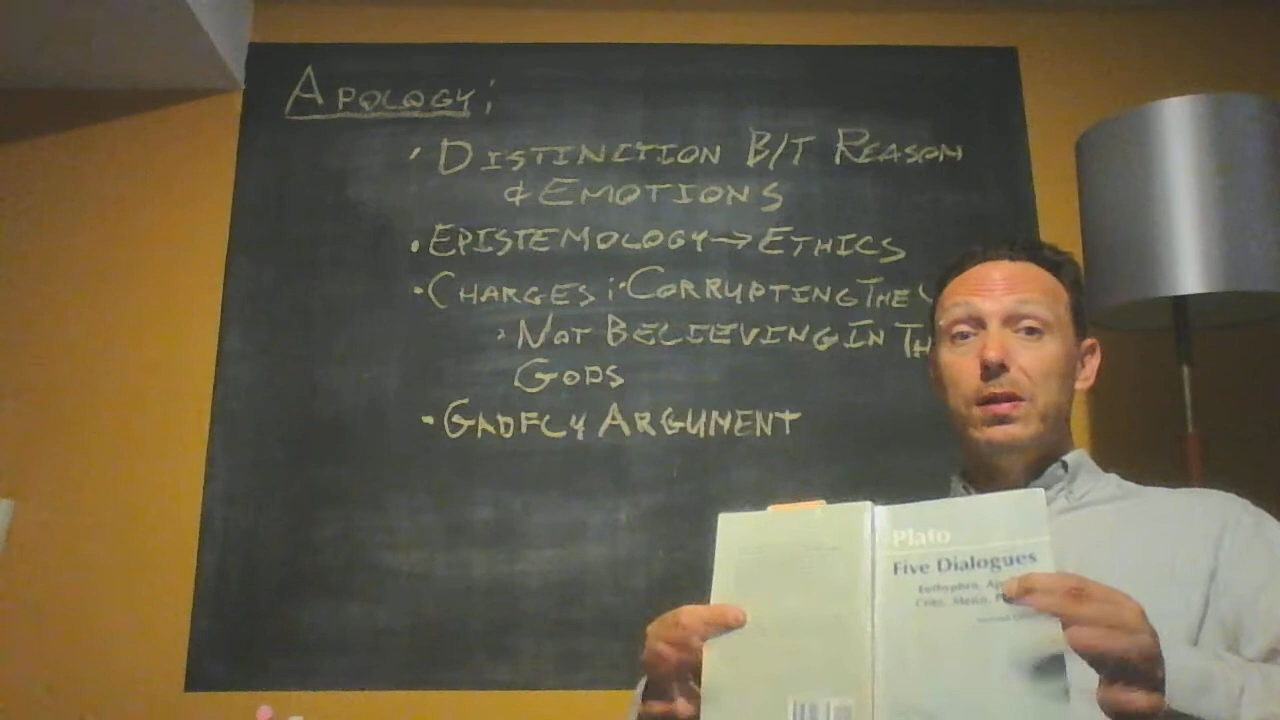 APOLOGY:
• DISTINCTION B/T REASON
& EMOTIONS
• EPISTEMOLOGY → ETHICS
• CHARGES: • CORRUPTING THE
• NOT BELIEVING IN TH
GODS
• GADFLY ARGUMENT
Plato
Five Dialogues
Euthyphro,
Crito, Meno,